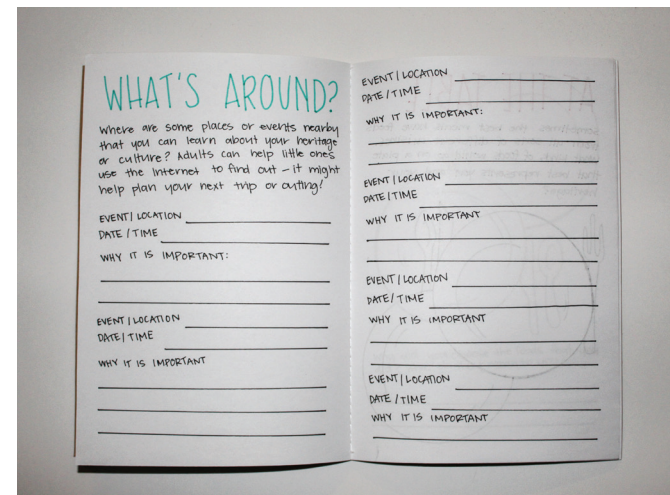 WHAT'S AROUND?
Where are some places or events nearby
that you can learn about your heritage
or culture? Adults can help little ones
use the Internet to find out – it might
help plan your next trip or outing!
EVENT/LOCATION
DATE/TIME
WHY IT IS IMPORTANT:
EVENT/LOCATION
DATE/TIME
WHY IT IS IMPORTANT
EVENT/LOCATION
DATE/TIME
WHY IT IS IMPORTANT:
EVENT/LOCATION
DATE/TIME
WHY IT IS IMPORTANT
EVENT/LOCATION
DATE/TIME
WHY IT IS IMPORTANT
EVENT/LOCATION
DATE/TIME
WHY IT IS IMPORTANT